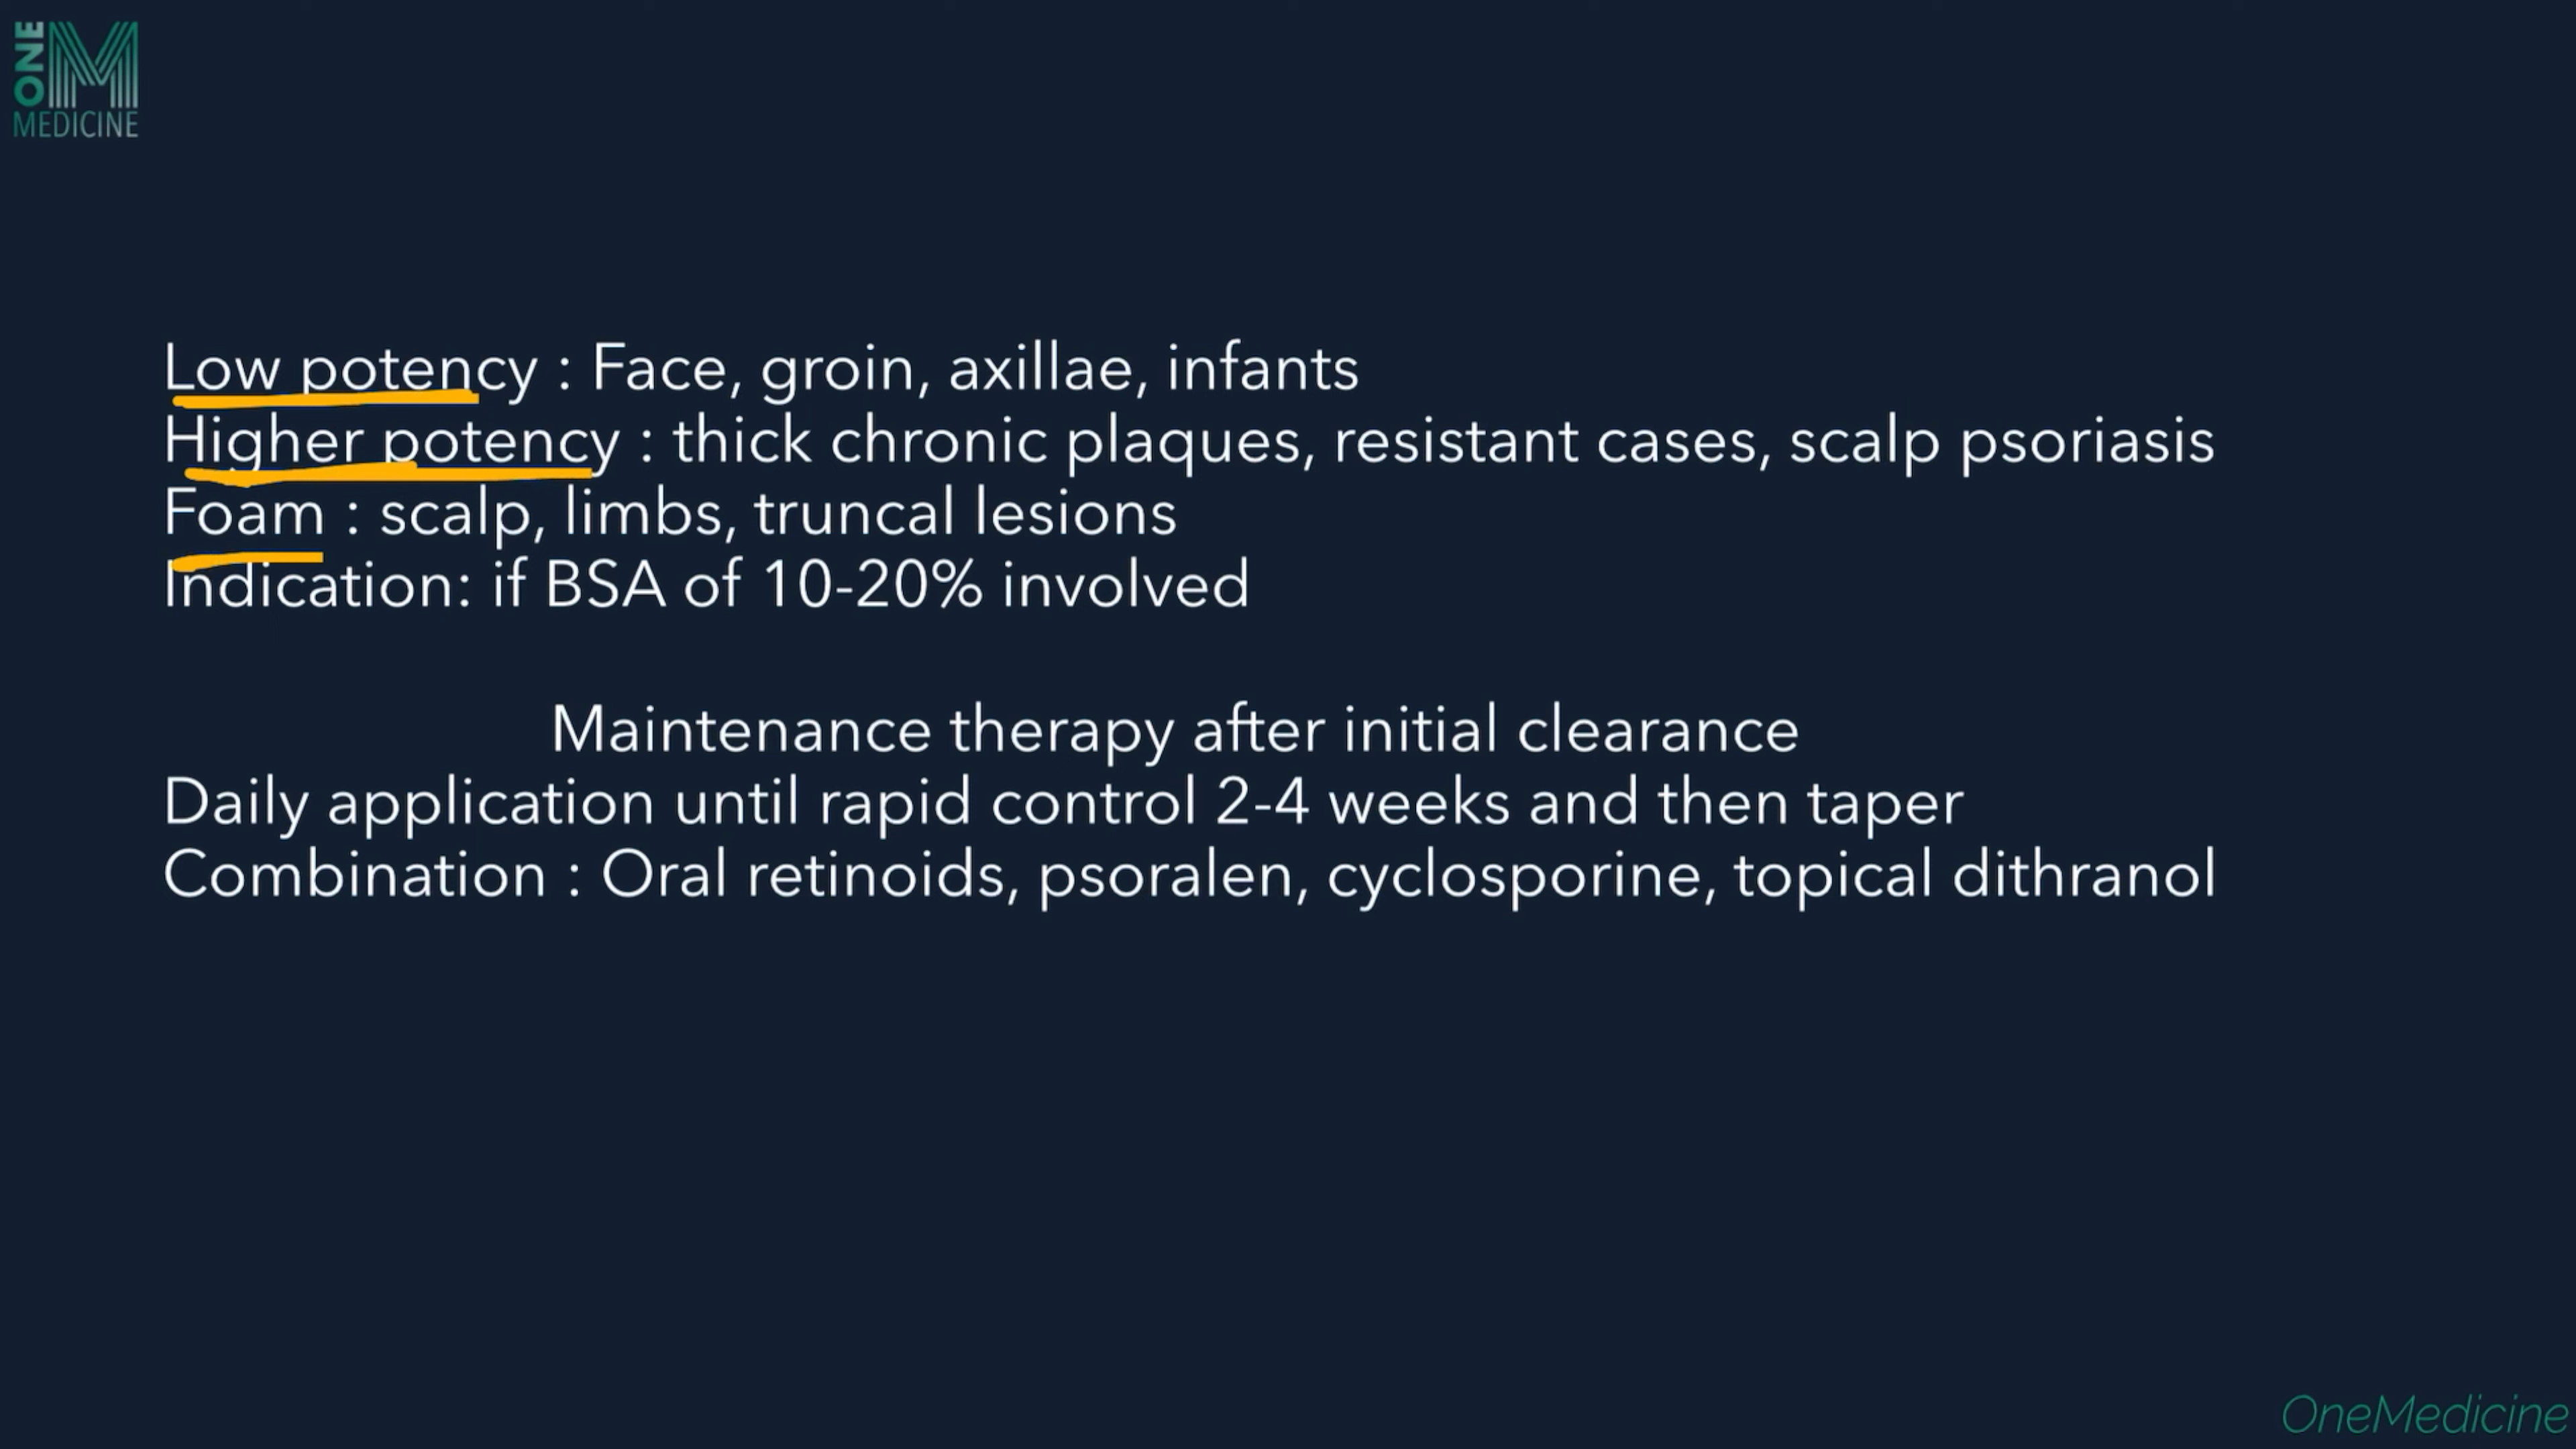 ONE
M
MEDICINE
Low potency : Face, groin, axillae, infants
Higher potency : thick chronic plaques, resistant cases, scalp psoriasis
Foam : scalp, limbs, truncal lesions
Indication: if BSA of 10-20% involved
Maintenance therapy after initial clearance
Daily application until rapid control 2-4 weeks and then taper
Combination : Oral retinoids, psoralen, cyclosporine, topical dithranol
OneMedicine